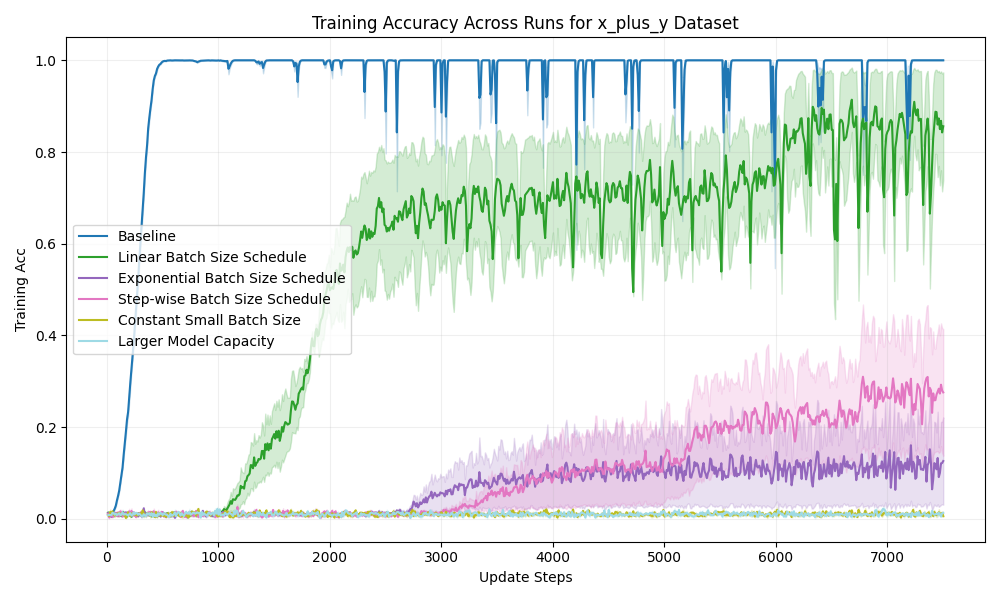 Training Accuracy Across Runs for x_plus_y Dataset
1.0
0.8
0.6
0.4
0.2
0.0
Training Acc
Baseline
Linear Batch Size Schedule
Exponential Batch Size Schedule
Step-wise Batch Size Schedule
Constant Small Batch Size
Larger Model Capacity
0 1000 2000 3000 4000 5000 6000 7000
Update Steps